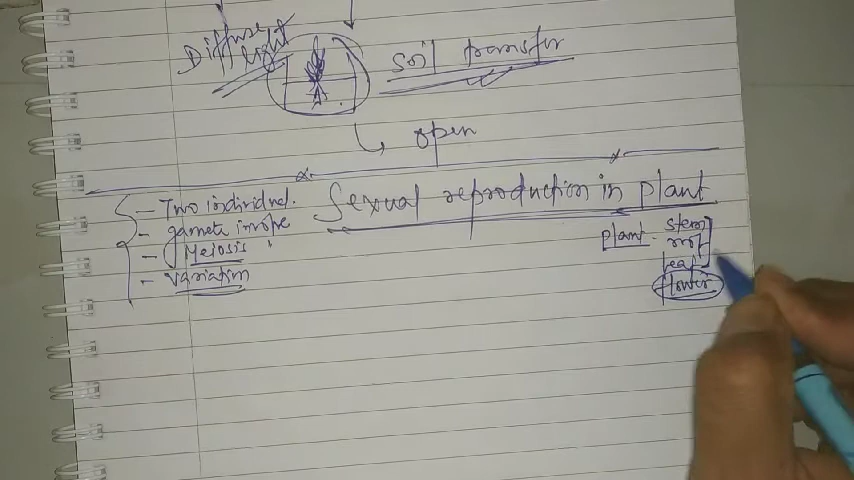 Diffuse
light
soil transfer
open
Sexual reproduction in plant
- Two individual.
- gamete involve
- Meiosis
- variation
plant - stem
root
leaf
flower